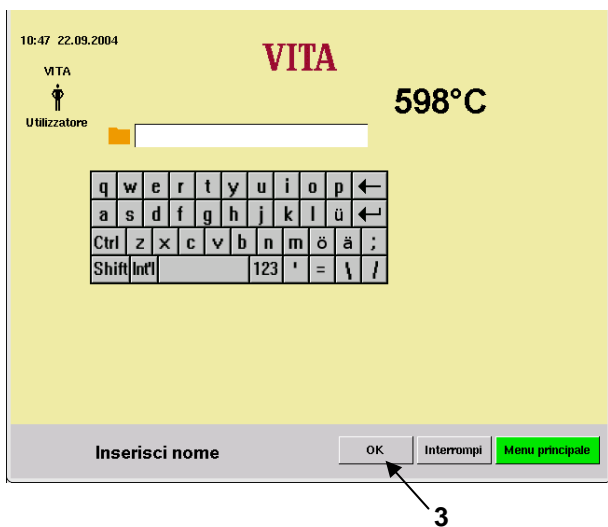 10:47 22.09.2004
VITA
VITA
598°C
Utilizzatore
q w e r t y u i o p ←
a s d f g h j k l ü ↵
Ctrl z x c v b n m ö ä ;
Shift Int'l 123 ' = \ /
Inserisci nome
OK Interrompi Menu principale
3